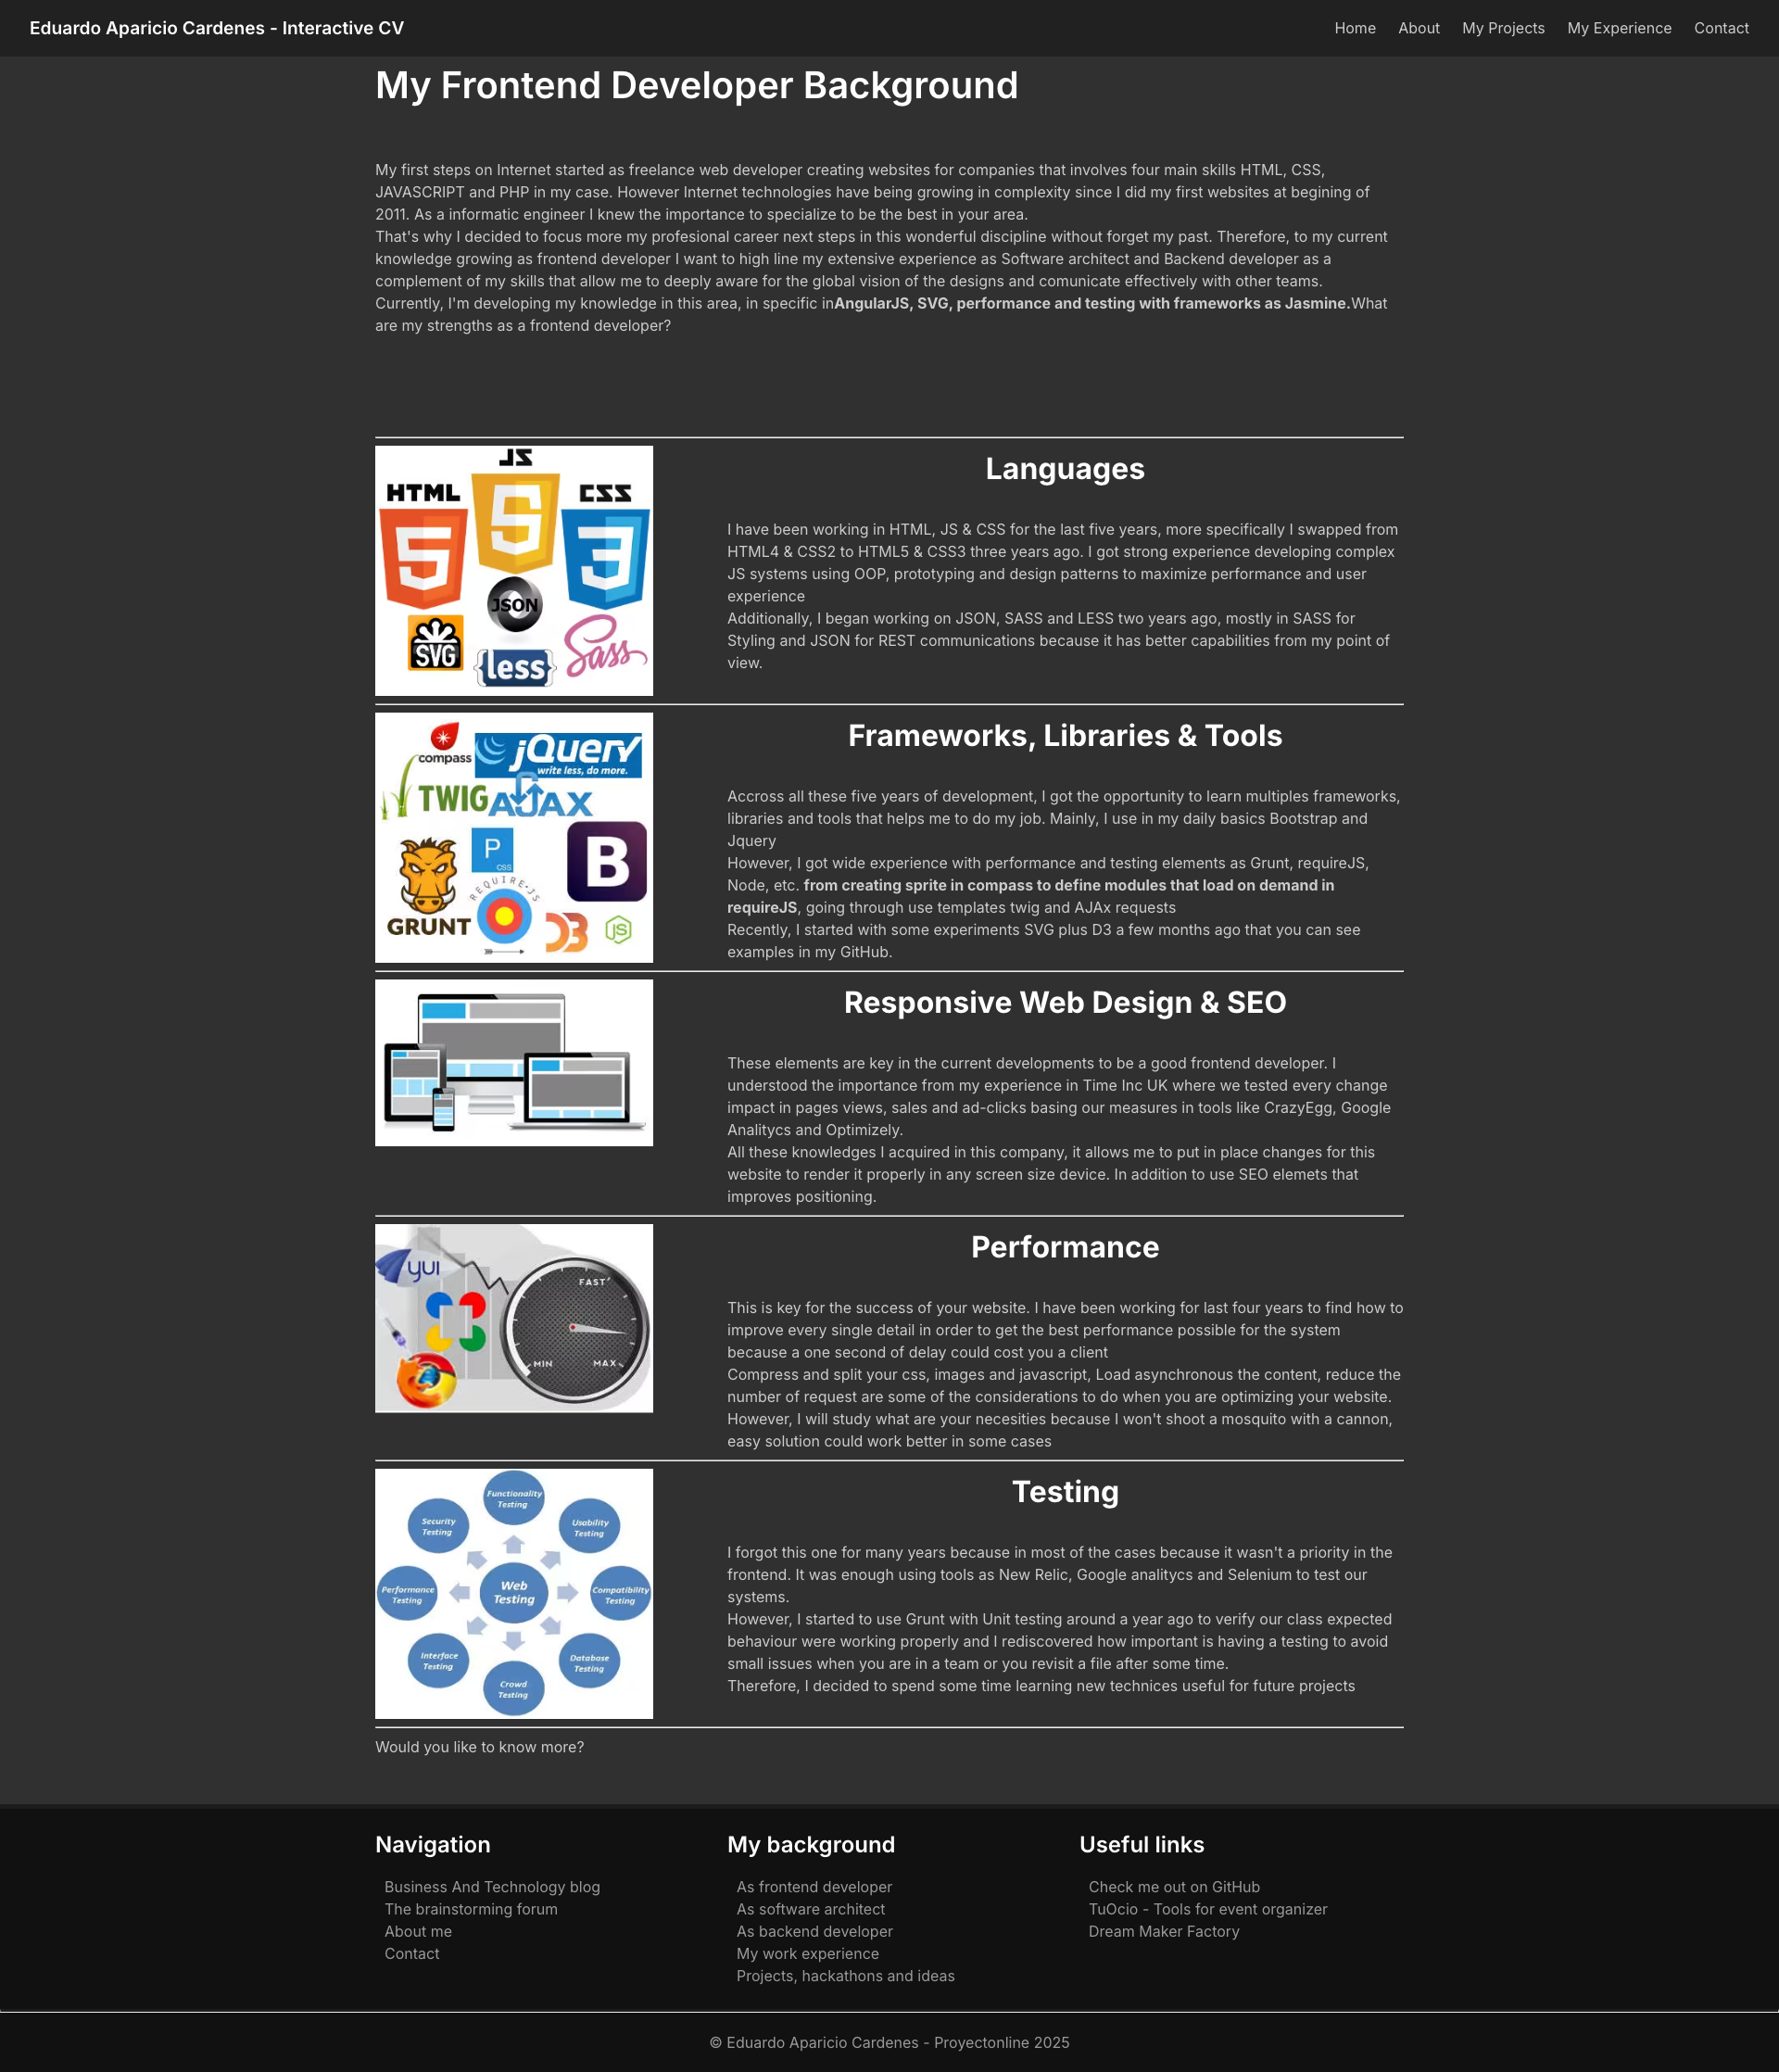 Eduardo Aparicio Cardenes - Interactive CV
Home
About
My Projects
My Experience
Contact
My Frontend Developer Background
My first steps on Internet started as freelance web developer creating websites for companies that involves four main skills HTML, CSS,
JAVASCRIPT and PHP in my case. However Internet technologies have being growing in complexity since I did my first websites at begining of
2011. As a informatic engineer I knew the importance to specialize to be the best in your area.
That's why I decided to focus more my profesional career next steps in this wonderful discipline without forget my past. Therefore, to my current
knowledge growing as frontend developer I want to high line my extensive experience as Software architect and Backend developer as a
complement of my skills that allow me to deeply aware for the global vision of the designs and comunicate effectively with other teams.
Currently, I'm developing my knowledge in this area, in specific inAngularJS, SVG, performance and testing with frameworks as Jasmine.What
are my strengths as a frontend developer?
JS
HTML
CSS
5
5
3
JSON
SVG
{less}
Sass
Languages
I have been working in HTML, JS & CSS for the last five years, more specifically I swapped from
HTML4 & CSS2 to HTML5 & CSS3 three years ago. I got strong experience developing complex
JS systems using OOP, prototyping and design patterns to maximize performance and user
experience
Additionally, I began working on JSON, SASS and LESS two years ago, mostly in SASS for
Styling and JSON for REST communications because it has better capabilities from my point of
view.
compass
jQuery
write less, do more.
TWIG
AJAX
P
CSS
B
GRUNT
REQUIRE·JS
D3
JS
Frameworks, Libraries & Tools
Accross all these five years of development, I got the opportunity to learn multiples frameworks,
libraries and tools that helps me to do my job. Mainly, I use in my daily basics Bootstrap and
Jquery
However, I got wide experience with performance and testing elements as Grunt, requireJS,
Node, etc. from creating sprite in compass to define modules that load on demand in
requireJS, going through use templates twig and AJAx requests
Recently, I started with some experiments SVG plus D3 a few months ago that you can see
examples in my GitHub.
Responsive Web Design & SEO
These elements are key in the current developments to be a good frontend developer. I
understood the importance from my experience in Time Inc UK where we tested every change
impact in pages views, sales and ad-clicks basing our measures in tools like CrazyEgg, Google
Analitycs and Optimizely.
All these knowledges I acquired in this company, it allows me to put in place changes for this
website to render it properly in any screen size device. In addition to use SEO elemets that
improves positioning.
YUI
FAST
MIN
MAX
Performance
This is key for the success of your website. I have been working for last four years to find how to
improve every single detail in order to get the best performance possible for the system
because a one second of delay could cost you a client
Compress and split your css, images and javascript, Load asynchronous the content, reduce the
number of request are some of the considerations to do when you are optimizing your website.
However, I will study what are your necesities because I won't shoot a mosquito with a cannon,
easy solution could work better in some cases
Functionality Testing
Security Testing
Usability Testing
Performance Testing
Web Testing
Compatibility Testing
Interface Testing
Database Testing
Crowd Testing
Testing
I forgot this one for many years because in most of the cases because it wasn't a priority in the
frontend. It was enough using tools as New Relic, Google analitycs and Selenium to test our
systems.
However, I started to use Grunt with Unit testing around a year ago to verify our class expected
behaviour were working properly and I rediscovered how important is having a testing to avoid
small issues when you are in a team or you revisit a file after some time.
Therefore, I decided to spend some time learning new technices useful for future projects
Would you like to know more?
Navigation
Business And Technology blog
The brainstorming forum
About me
Contact
My background
As frontend developer
As software architect
As backend developer
My work experience
Projects, hackathons and ideas
Useful links
Check me out on GitHub
TuOcio - Tools for event organizer
Dream Maker Factory
© Eduardo Aparicio Cardenes - Proyectonline 2025